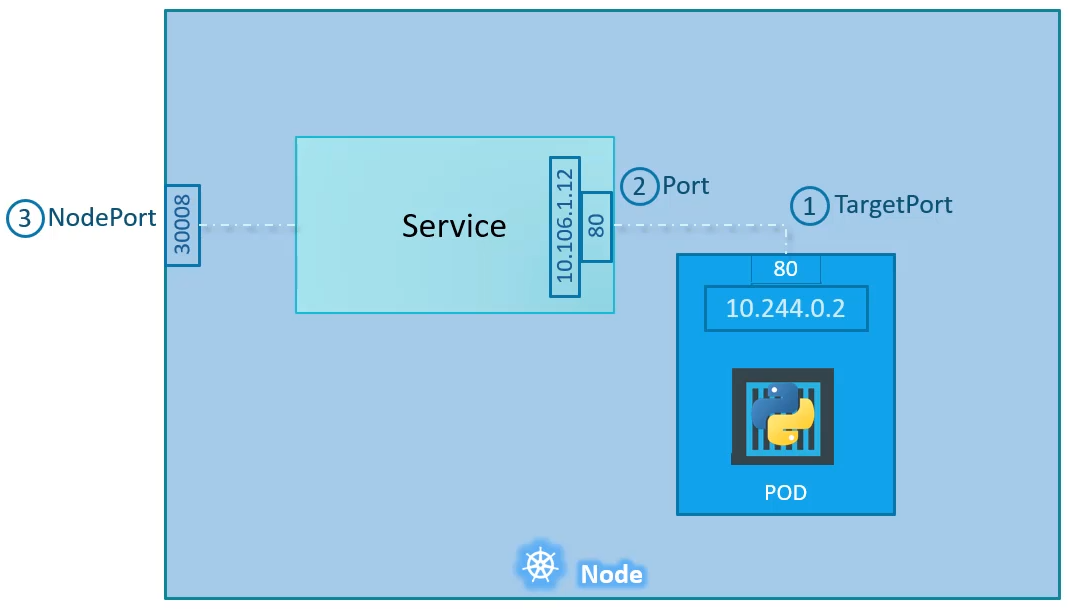 3 NodePort
30008
Service
10.106.1.12
80
2 Port
1 TargetPort
80
10.244.0.2
POD
Node